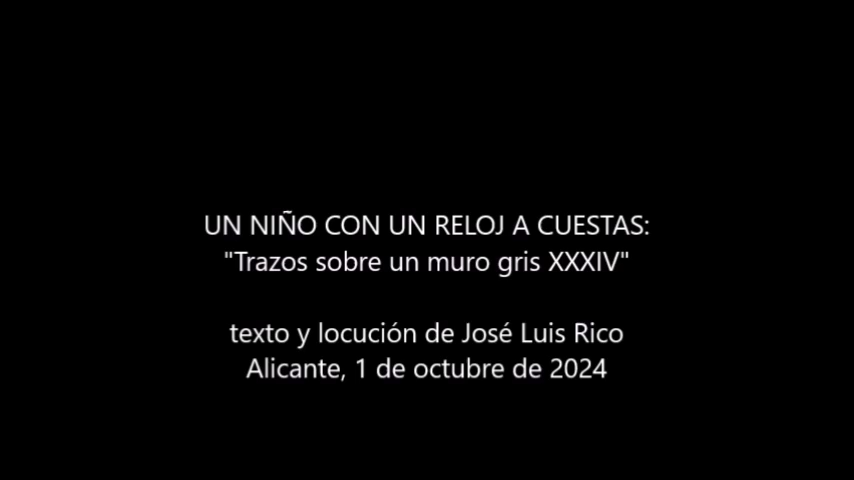 UN NIÑO CON UN RELOJ A CUESTAS:
"Trazos sobre un muro gris XXXIV"
texto y locución de José Luis Rico
Alicante, 1 de octubre de 2024